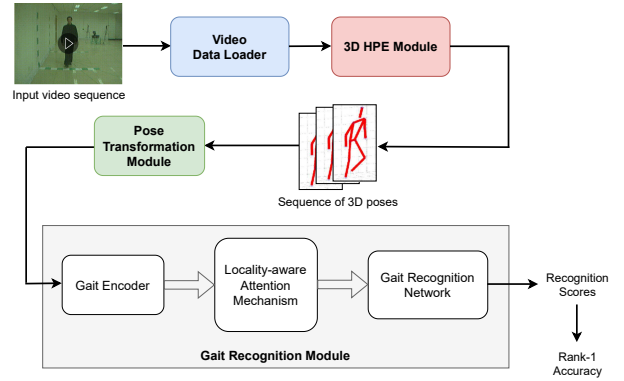 Video
Data Loader
3D HPE Module
Input video sequence
Pose
Transformation
Module
Sequence of 3D poses
Gait Encoder
Locality-aware
Attention
Mechanism
Gait Recognition
Network
Recognition
Scores
Gait Recognition Module
Rank-1
Accuracy